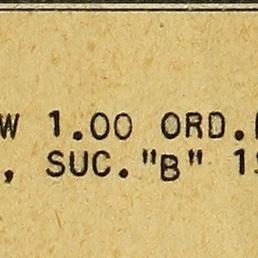 W 1.00 ORD.
, SUC."B" 1